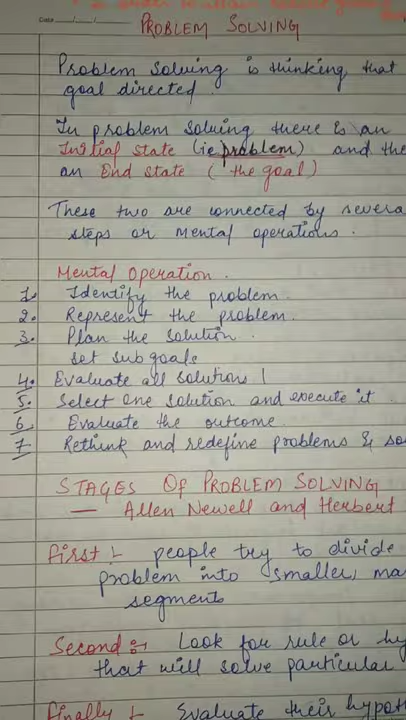 Date
PROBLEM SOLVING
Problem Solving is thinking that
goal directed.
In problem solving there is an
Initial state (ie problem) and the
an End state (the goal)
These two are connected by severa
steps or mental operations.
Mental Operation.
1. Identify the problem.
2. Represent the problem.
3. Plan the solution.
set sub goals
4. Evaluate all solutions
5. Select one solution and execute it.
6. Evaluate the outcome.
7. Rethink and redefine problems & so
STAGES OF PROBLEM SOLVING
— Allen Newell and Herbert
First :- people try to divide
problem into smaller, ma
segments
Second :- Look for rule or hy
that will solve particular
Finally :- Evaluate their hypoth